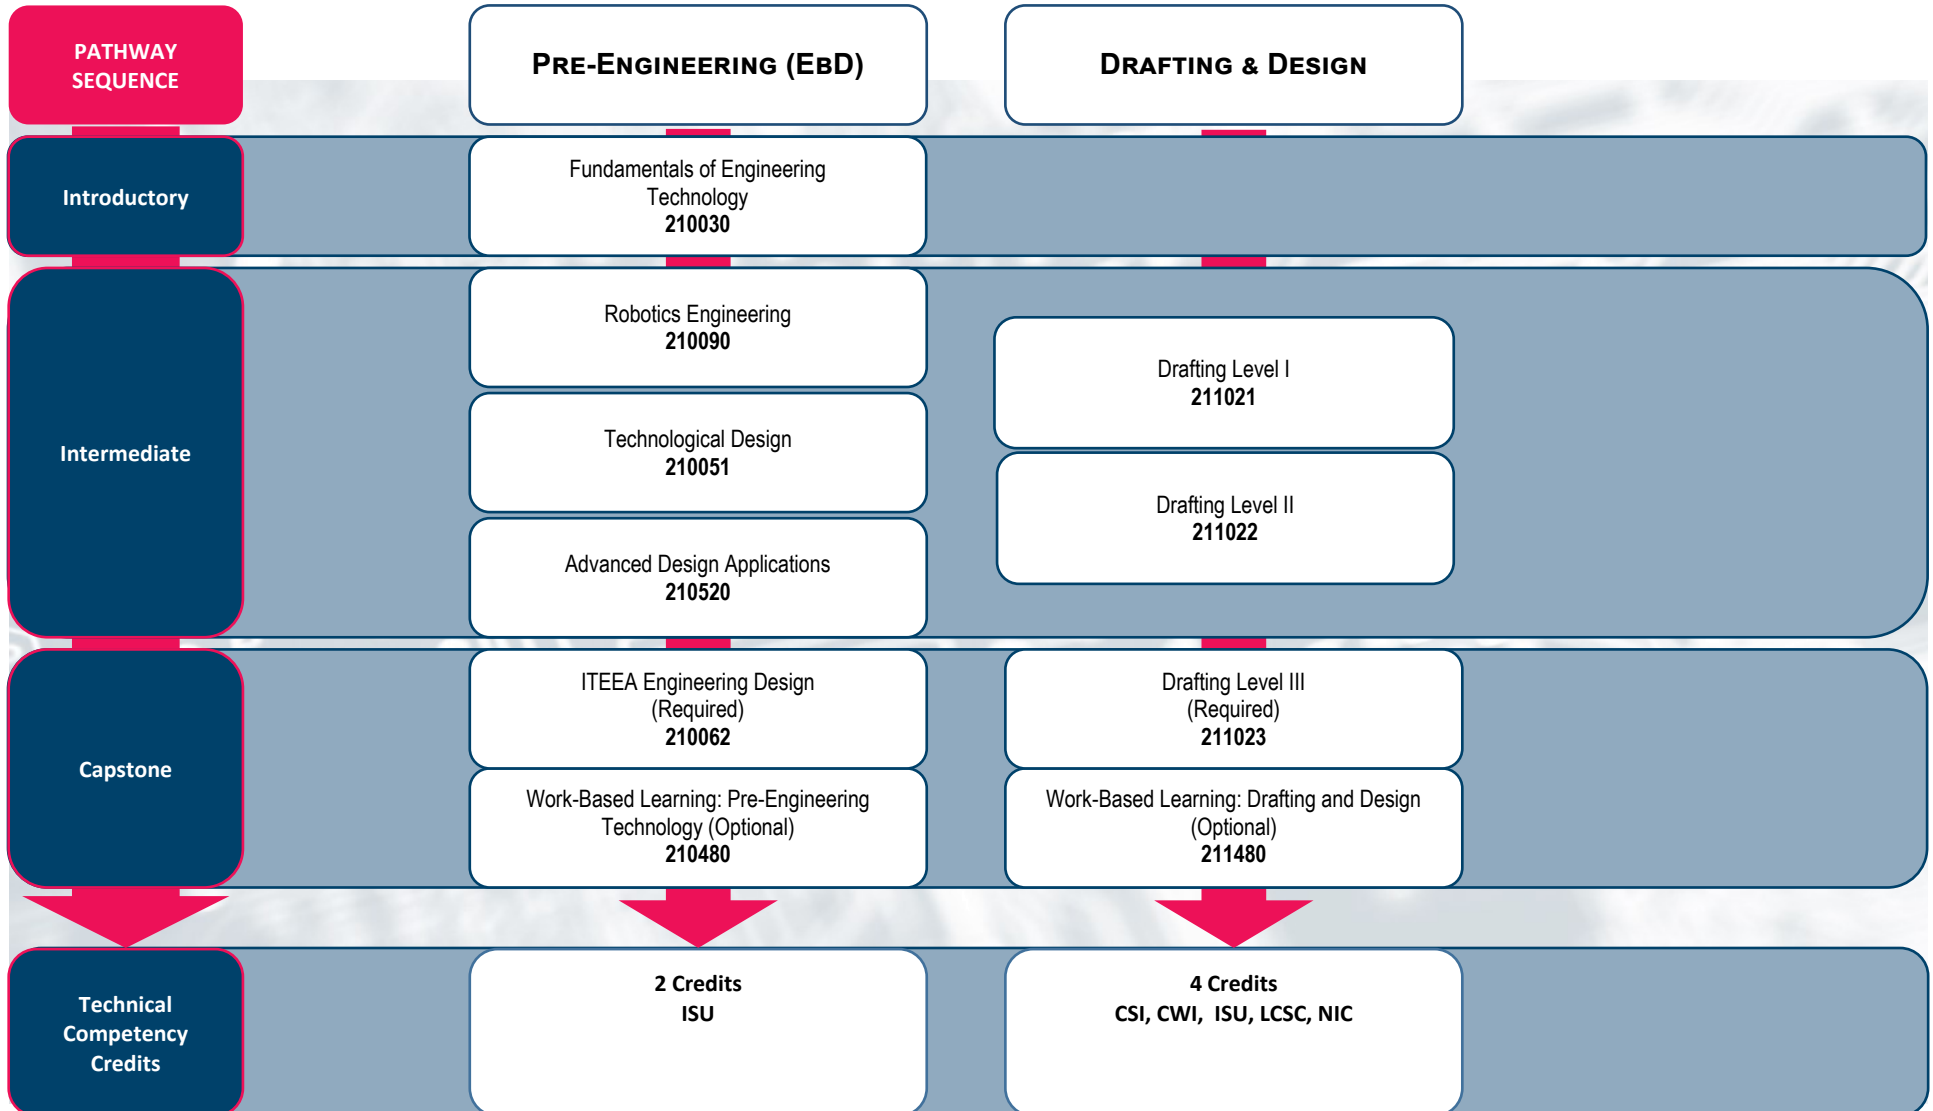 PATHWAY
SEQUENCE
PRE-ENGINEERING (EBD)
DRAFTING & DESIGN
Introductory
Fundamentals of Engineering
Technology
210030
Intermediate
Robotics Engineering
210090
Technological Design
210051
Advanced Design Applications
210520
Drafting Level I
211021
Drafting Level II
211022
Capstone
ITEEA Engineering Design
(Required)
210062
Work-Based Learning: Pre-Engineering
Technology (Optional)
210480
Drafting Level III
(Required)
211023
Work-Based Learning: Drafting and Design
(Optional)
211480
Technical
Competency
Credits
2 Credits
ISU
4 Credits
CSI, CWI, ISU, LCSC, NIC